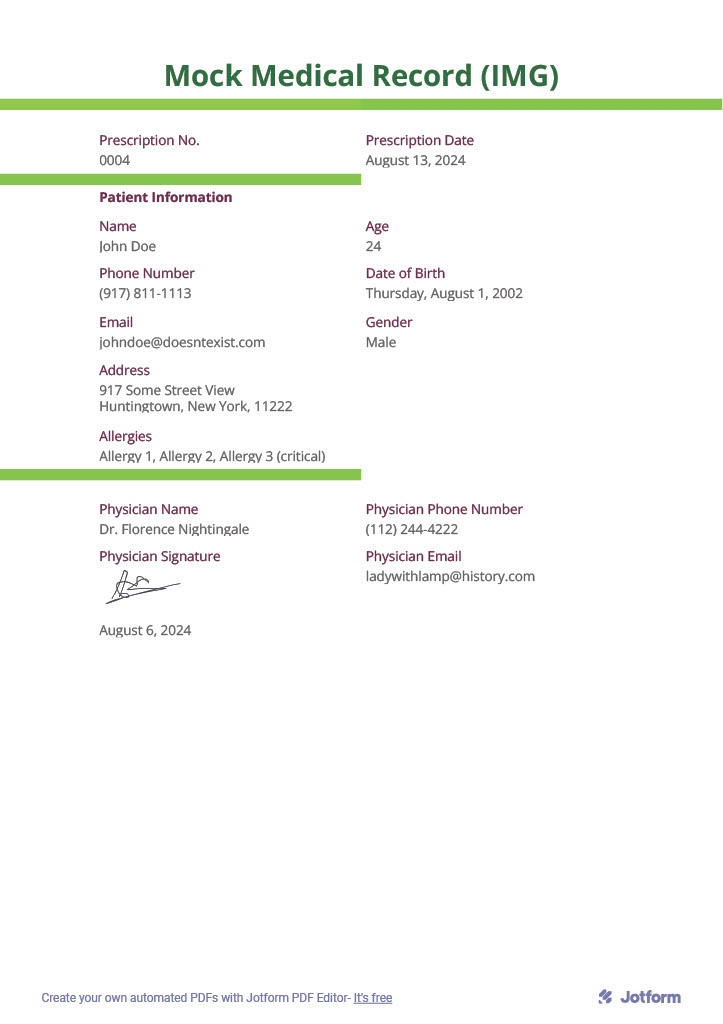 Mock Medical Record (IMG)
Prescription No.
0004
Prescription Date
August 13, 2024
Patient Information
Name
John Doe
Age
24
Phone Number
(917) 811-1113
Date of Birth
Thursday, August 1, 2002
Email
johndoe@doesntexist.com
Gender
Male
Address
917 Some Street View
Huntingtown, New York, 11222
Allergies
Allergy 1, Allergy 2, Allergy 3 (critical)
Physician Name
Dr. Florence Nightingale
Physician Phone Number
(112) 244-4222
Physician Signature
Physician Email
ladywithlamp@history.com
August 6, 2024
Create your own automated PDFs with Jotform PDF Editor- It's free
Jotform